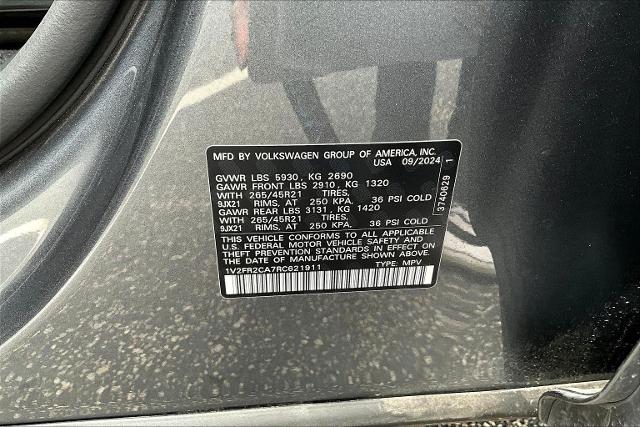 MFD BY VOLKSWAGEN GROUP OF AMERICA, INC.
USA 09/2024
GVWR LBS 5930, KG 2690
GAWR FRONT LBS 2910, KG 1320
WITH 265/45R21 TIRES,
9JX21 RIMS, AT 250 KPA, 36 PSI COLD
GAWR REAR LBS 3131, KG 1420
WITH 265/45R21 TIRES,
9JX21 RIMS, AT 250 KPA, 36 PSI COLD
THIS VEHICLE CONFORMS TO ALL APPLICABLE
U.S. FEDERAL MOTOR VEHICLE SAFETY AND
THEFT PREVENTION STANDARDS IN EFFECT ON
THE DATE OF MANUFACTURE SHOWN ABOVE.
1V2FR2CA7RC621911 TYPE: MPV
3740629 1